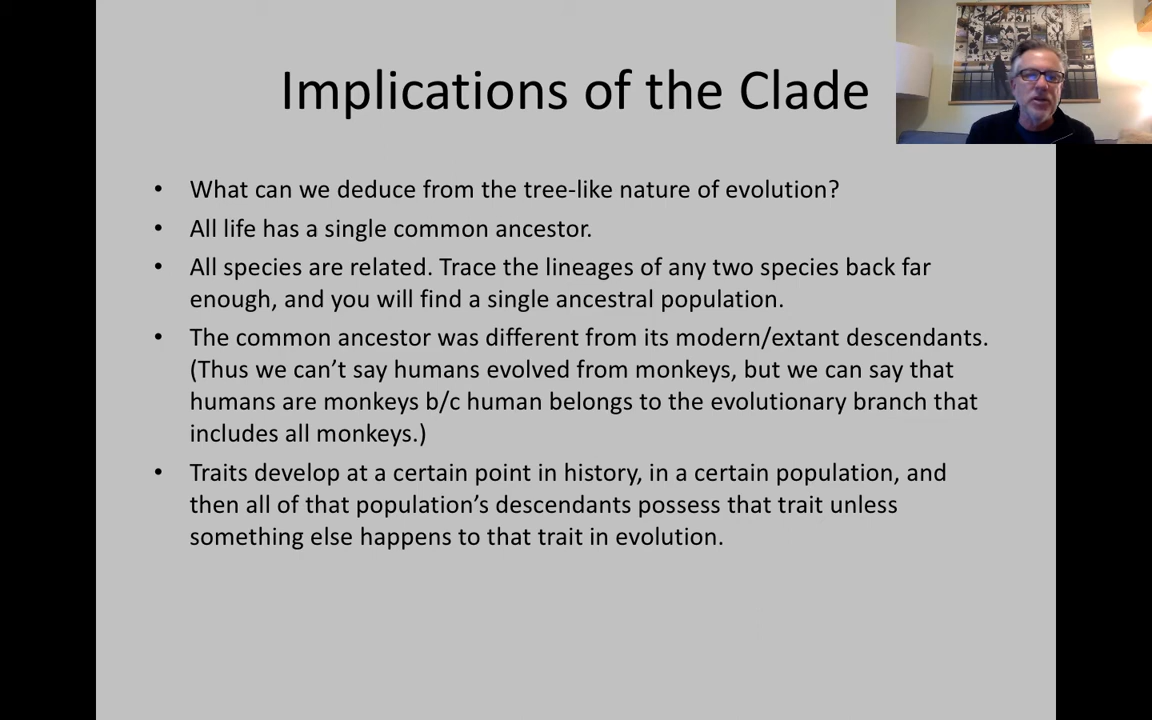 Implications of the Clade
• What can we deduce from the tree-like nature of evolution?
• All life has a single common ancestor.
• All species are related. Trace the lineages of any two species back far
enough, and you will find a single ancestral population.
• The common ancestor was different from its modern/extant descendants.
(Thus we can’t say humans evolved from monkeys, but we can say that
humans are monkeys b/c human belongs to the evolutionary branch that
includes all monkeys.)
• Traits develop at a certain point in history, in a certain population, and
then all of that population’s descendants possess that trait unless
something else happens to that trait in evolution.